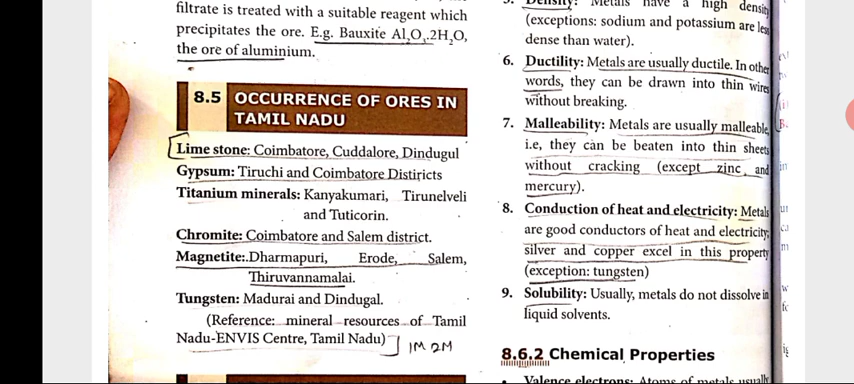 filtrate is treated with a suitable reagent which
precipitates the ore. E.g. Bauxite Al₂O₃.2H₂O,
the ore of aluminium.
8.5 OCCURRENCE OF ORES IN
TAMIL NADU
Lime stone: Coimbatore, Cuddalore, Dindugul
Gypsum: Tiruchi and Coimbatore Distiricts
Titanium minerals: Kanyakumari, Tirunelveli
and Tuticorin.
Chromite: Coimbatore and Salem district.
Magnetite:.Dharmapuri, Erode, Salem,
Thiruvannamalai.
Tungsten: Madurai and Dindugal.
(Reference: mineral resources of Tamil
Nadu-ENVIS Centre, Tamil Nadu)
1M 2M
5. Density: Metals have a high density
(exceptions: sodium and potassium are less
dense than water).
6. Ductility: Metals are usually ductile. In other
words, they can be drawn into thin wires
without breaking.
7. Malleability: Metals are usually malleable,
i.e, they can be beaten into thin sheets
without cracking (except zinc and
mercury).
8. Conduction of heat and electricity: Metals
are good conductors of heat and electricity;
silver and copper excel in this property
(exception: tungsten)
9. Solubility: Usually, metals do not dissolve in
liquid solvents.
8.6.2 Chemical Properties
Valence electrons: Atoms of metals usually